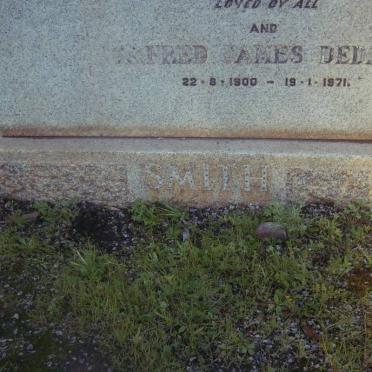 LOVED BY ALL
AND
JAMES
22-8-1900 - 19-1-1971.
SMITH